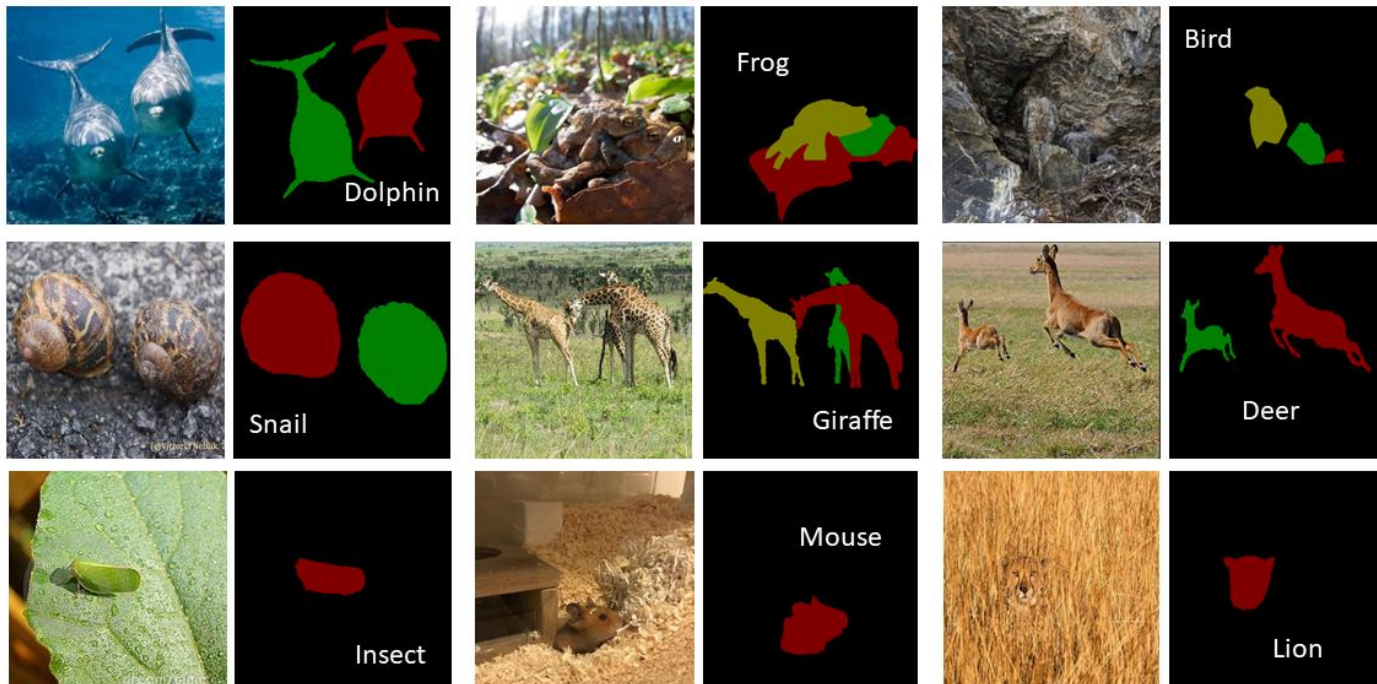 Dolphin
Frog
Bird
Snail
Giraffe
Deer
Insect
Mouse
Lion